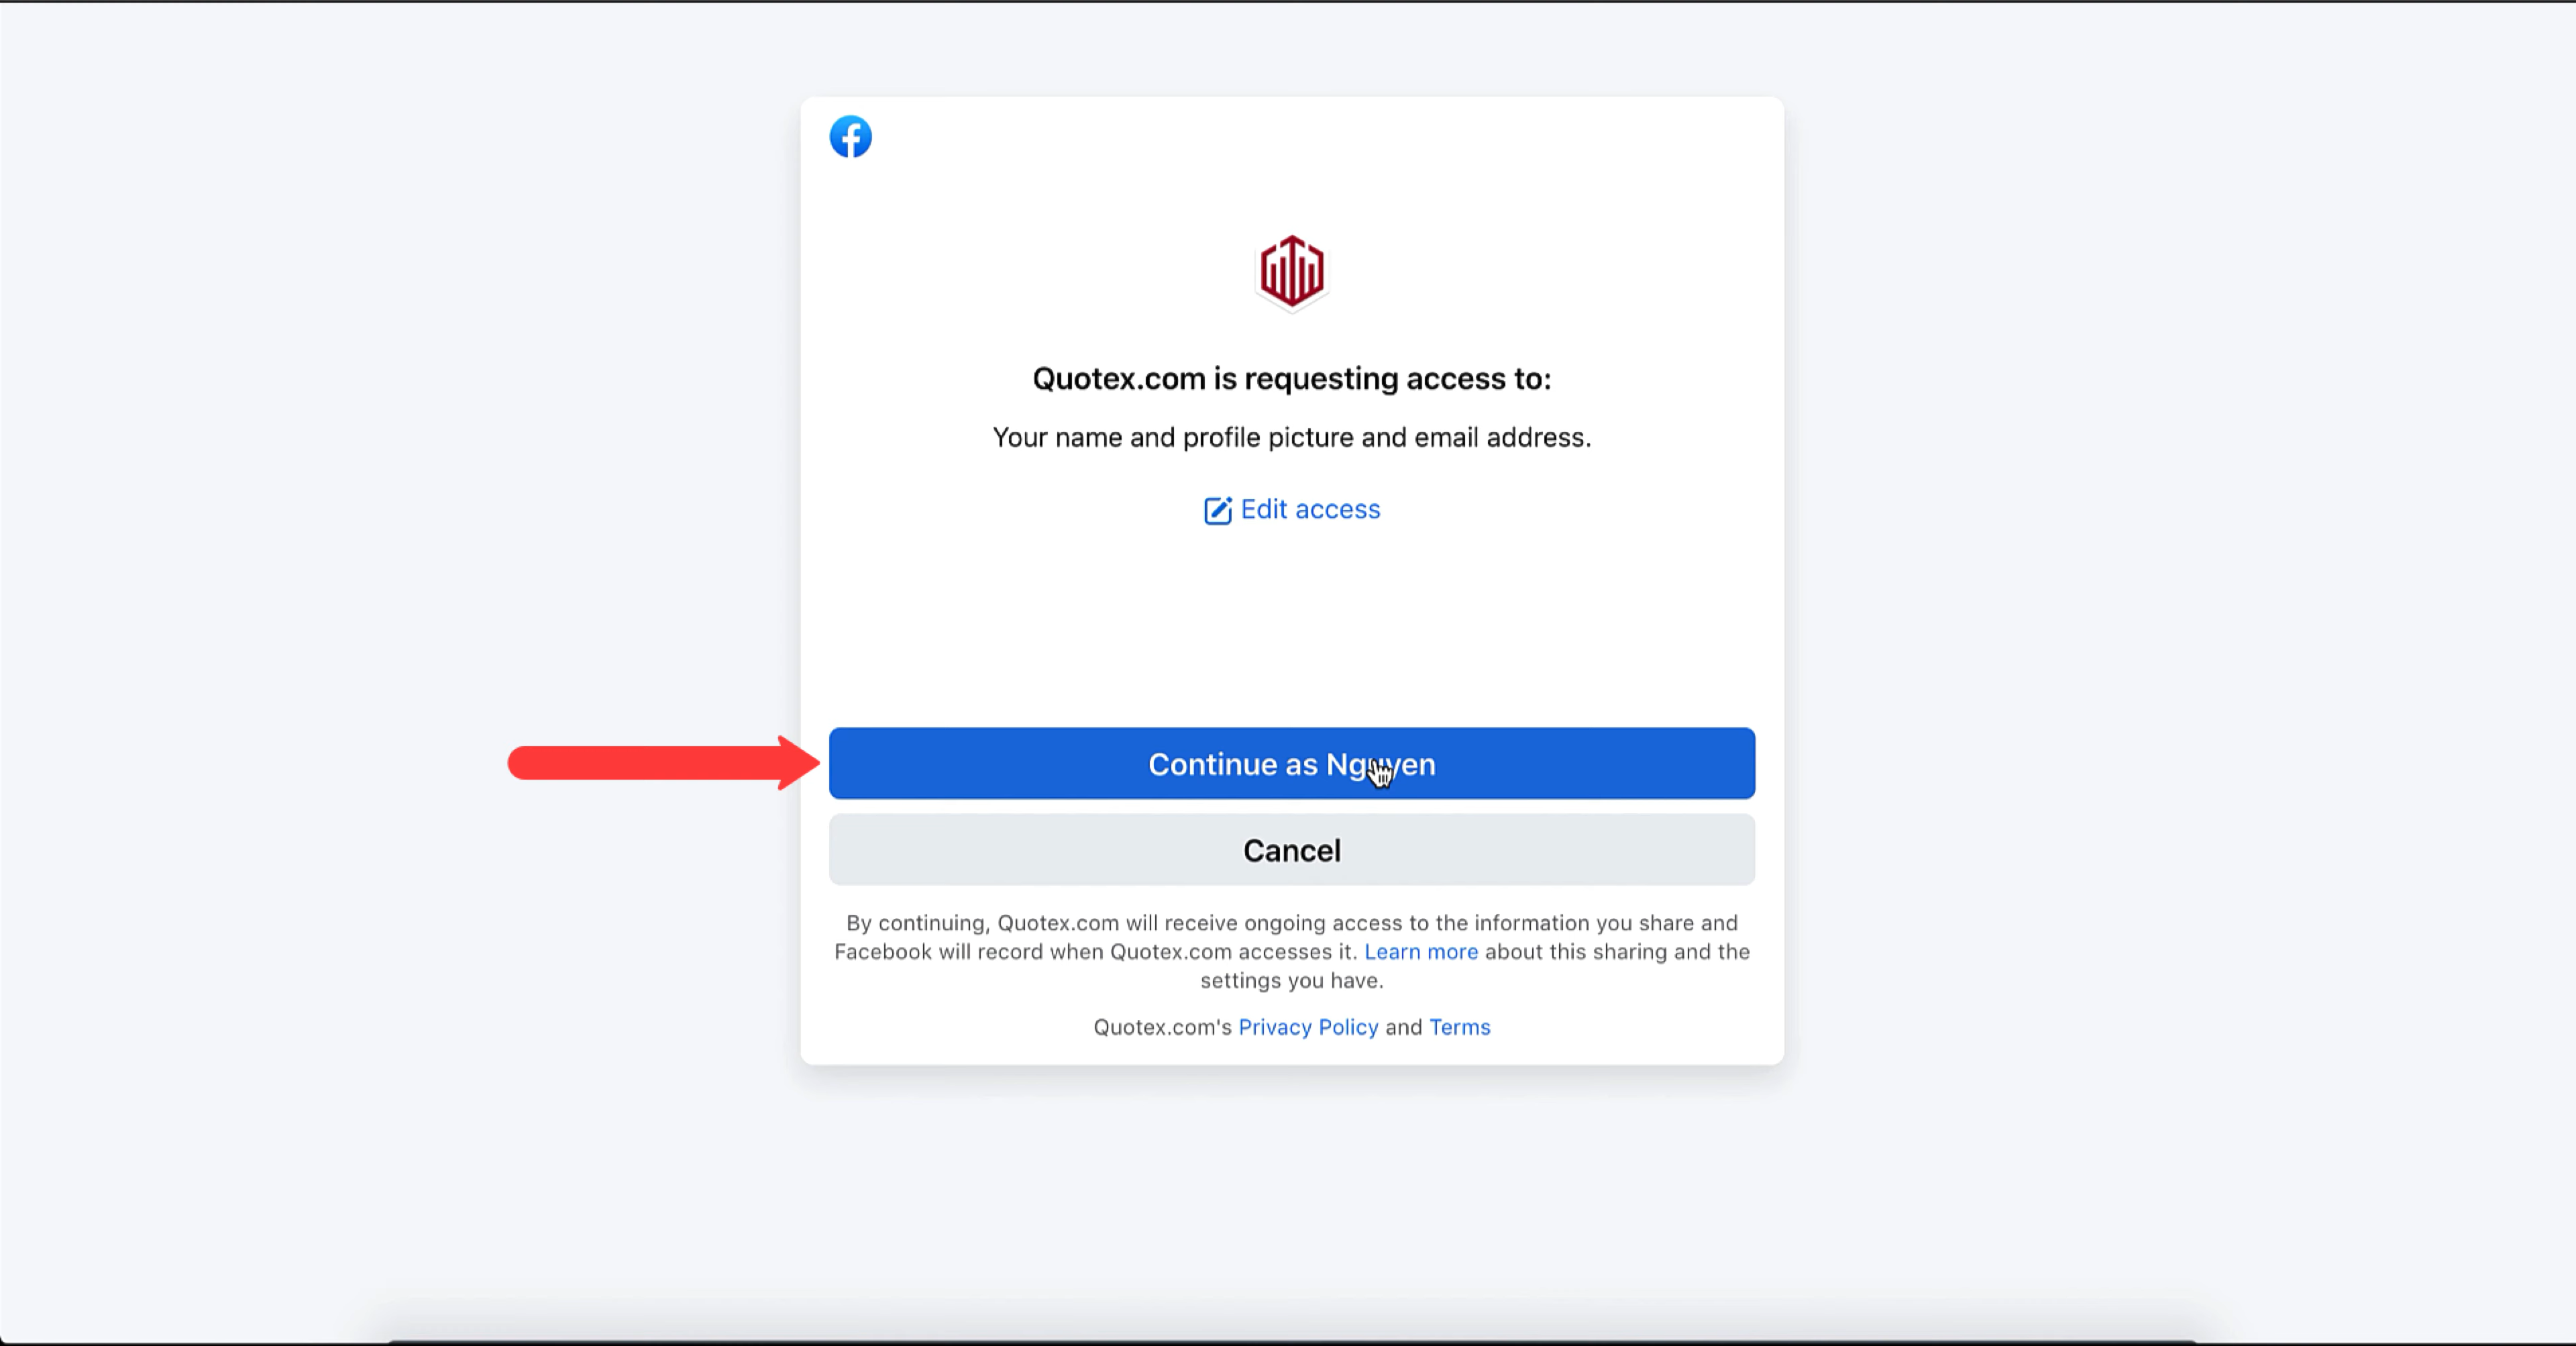 Quotex.com is requesting access to:
Your name and profile picture and email address.
Edit access
Continue as Nguyen
Cancel
By continuing, Quotex.com will receive ongoing access to the information you share and
Facebook will record when Quotex.com accesses it. Learn more about this sharing and the
settings you have.
Quotex.com's Privacy Policy and Terms